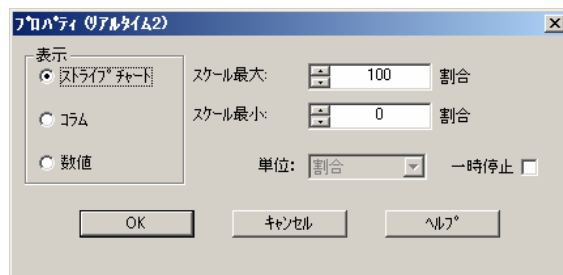 ﾌﾟﾛﾊﾟﾃｨ (ﾘｱﾙﾀｲﾑ2)
表示
ｽﾄﾗｲﾌﾟﾁｬｰﾄ
ｽｹｰﾙ最大: 100 割合
ｺﾗﾑ
ｽｹｰﾙ最小: 0 割合
数値
単位: 割合 一時停止
OK ｷｬﾝｾﾙ ﾍﾙﾌﾟ